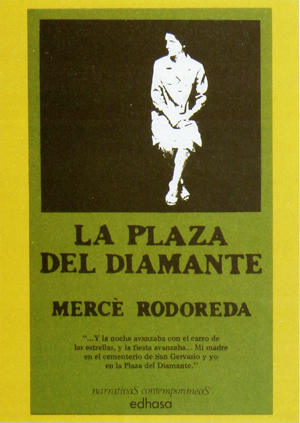 LA PLAZA
DEL DIAMANTE
MERCÈ RODOREDA
"...Y la noche avanzaba con el carro de
las estrellas, y la fiesta avanzaba... Mi madre
en el cementerio de San Gervasio y yo
en la Plaza del Diamante."
narrativas contemporáneas
edhasa